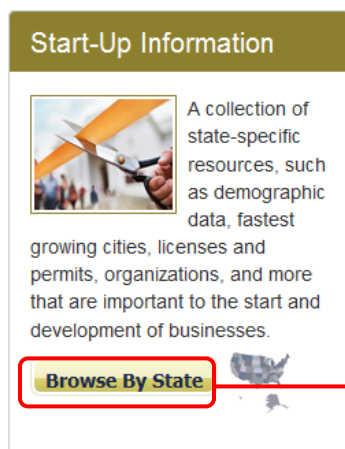 Start-Up Information
A collection of
state-specific
resources, such
as demographic
data, fastest
growing cities, licenses and
permits, organizations, and more
that are important to the start and
development of businesses.
Browse By State